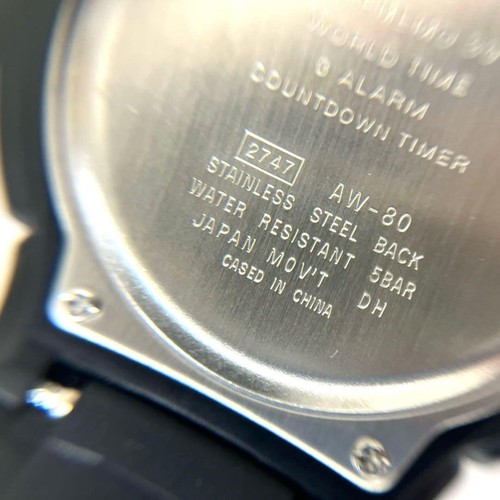 WORLD TIME
ALARM
COUNTDOWN TIMER
2747 AW-80
STAINLESS STEEL BACK
WATER RESISTANT 5BAR
JAPAN MOV'T DH
CASED IN CHINA